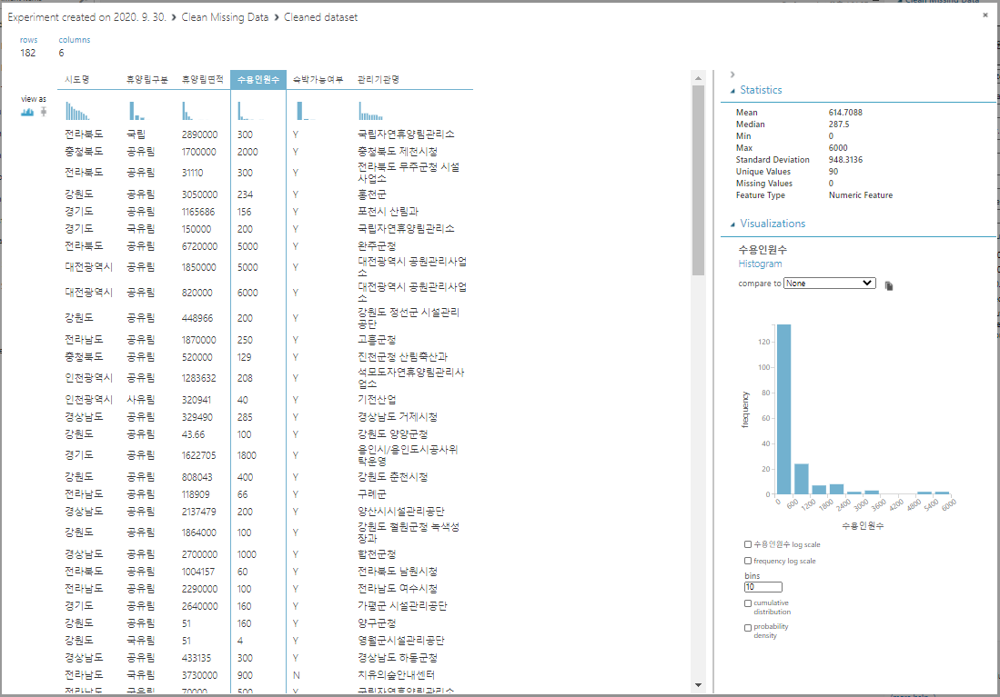 Experiment created on 2020. 9. 30. › Clean Missing Data › Cleaned dataset
rows columns
182 6
view as
시도명 휴양림구분 휴양림면적 수용인원수 숙박가능여부 관리기관명
전라북도 국립 2890000 300 Y 국립자연휴양림관리소
충청북도 공유림 1700000 2000 Y 충청북도 제천시청
전라북도 공유림 31110 300 Y 전라북도 무주군청 시설
사업소
강원도 공유림 3050000 234 Y 홍천군
경기도 공유림 1165686 156 Y 포천시 산림과
경기도 국유림 150000 200 Y 국립자연휴양림관리소
전라북도 공유림 6720000 5000 Y 완주군청
대전광역시 공유림 1850000 5000 Y 대전광역시 공원관리사업
소
대전광역시 공유림 820000 6000 Y 대전광역시 공원관리사업
소
강원도 공유림 448966 200 Y 강원도 정선군 시설관리
공단
전라남도 공유림 1870000 250 Y 고흥군청
충청북도 공유림 520000 129 Y 진천군청 산림축산과
인천광역시 공유림 1283632 208 Y 석모도자연휴양림관리사
업소
인천광역시 사유림 320941 40 Y 기전산업
경상남도 공유림 329490 285 Y 경상남도 거제시청
강원도 공유림 43.66 100 Y 강원도 양양군청
경기도 공유림 1622705 1800 Y 용인시/용인도시공사위
탁운영
강원도 공유림 808043 400 Y 강원도 춘천시청
전라남도 공유림 118909 66 Y 구례군
경상남도 공유림 2137479 200 Y 양산시시설관리공단
강원도 공유림 1864000 100 Y 강원도 철원군청 녹색성
장과
경상남도 공유림 2700000 1000 Y 합천군청
전라북도 공유림 1004157 60 Y 전라북도 남원시청
전라남도 공유림 2290000 100 Y 전라남도 여수시청
경기도 공유림 2640000 160 Y 가평군 시설관리공단
강원도 공유림 51 160 Y 양구군청
강원도 국유림 51 4 Y 영월군시설관리공단
경상남도 공유림 433135 300 Y 경상남도 하동군청
전라남도 국유림 3730000 900 N 치유의숲안내센터
전라남도 국유림 70000 500 Y 국립자연휴양림관리소
Statistics
Mean 614.7088
Median 287.5
Min 0
Max 6000
Standard Deviation 948.3136
Unique Values 90
Missing Values 0
Feature Type Numeric Feature
Visualizations
수용인원수
Histogram
compare to None
frequency
120
100
80
60
40
20
0
0 600 1200 1800 2400 3000 3600 4200 4800 5400 6000
수용인원수
수용인원수 log scale
frequency log scale
bins
10
cumulative
distribution
probability
density